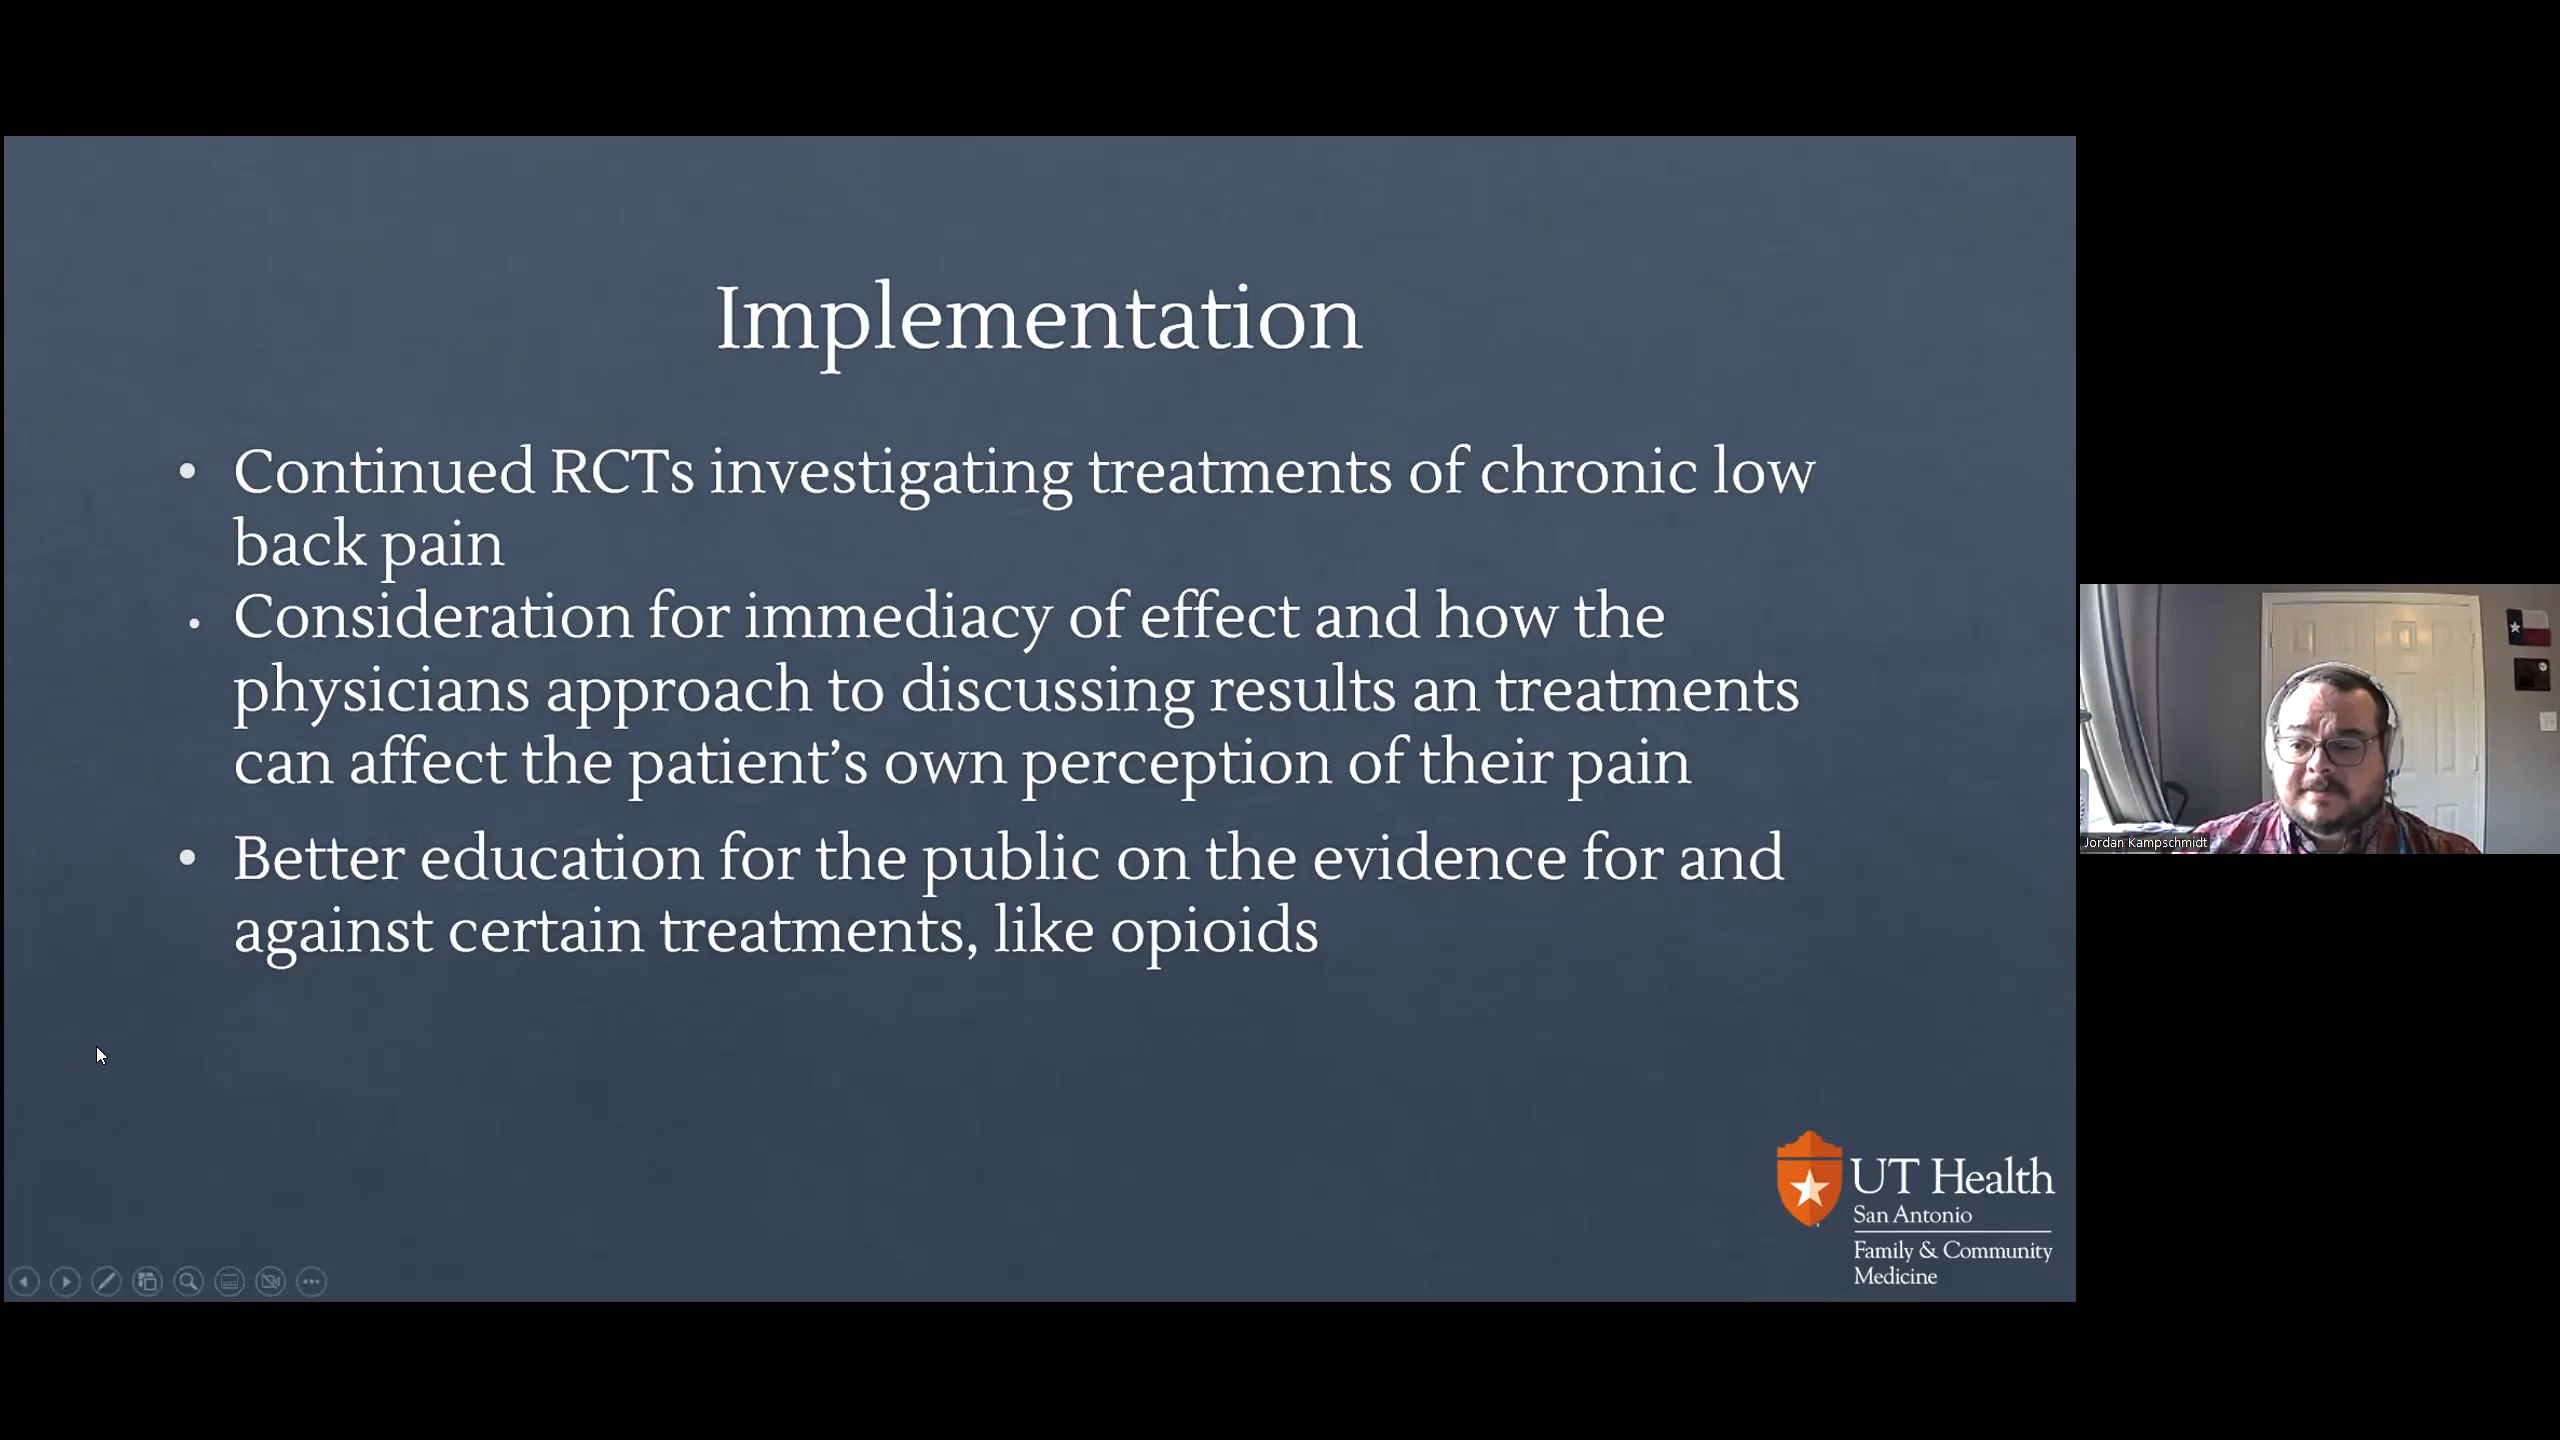 Implementation
• Continued RCTs investigating treatments of chronic low
back pain
• Consideration for immediacy of effect and how the
physicians approach to discussing results an treatments
can affect the patient’s own perception of their pain
• Better education for the public on the evidence for and
against certain treatments, like opioids
UT Health
San Antonio
Family & Community
Medicine
Jordan Kampschmidt